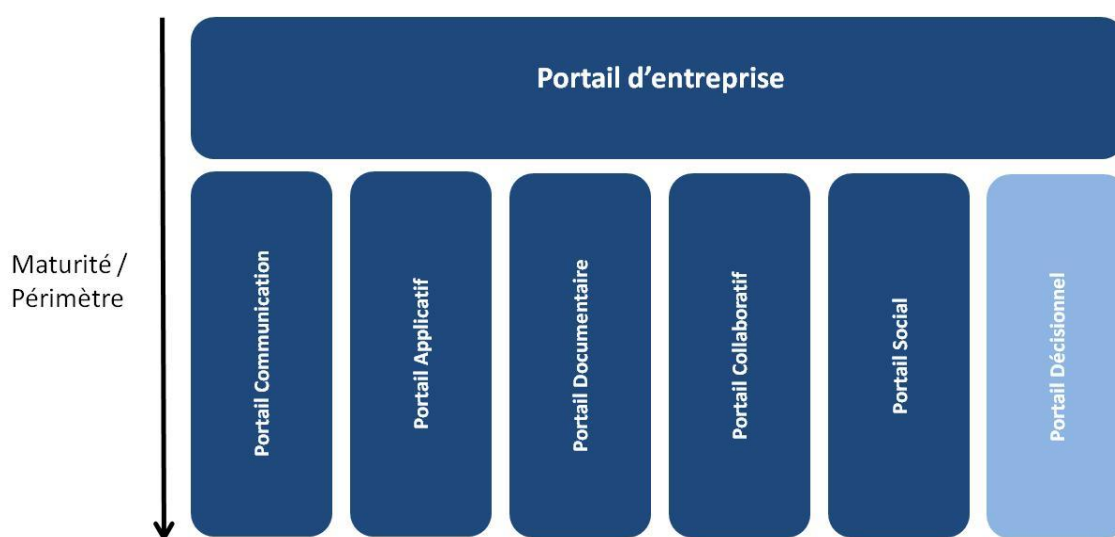 Portail d’entreprise
Maturité /
Périmètre
Portail Communication
Portail Applicatif
Portail Documentaire
Portail Collaboratif
Portail Social
Portail Décisionnel